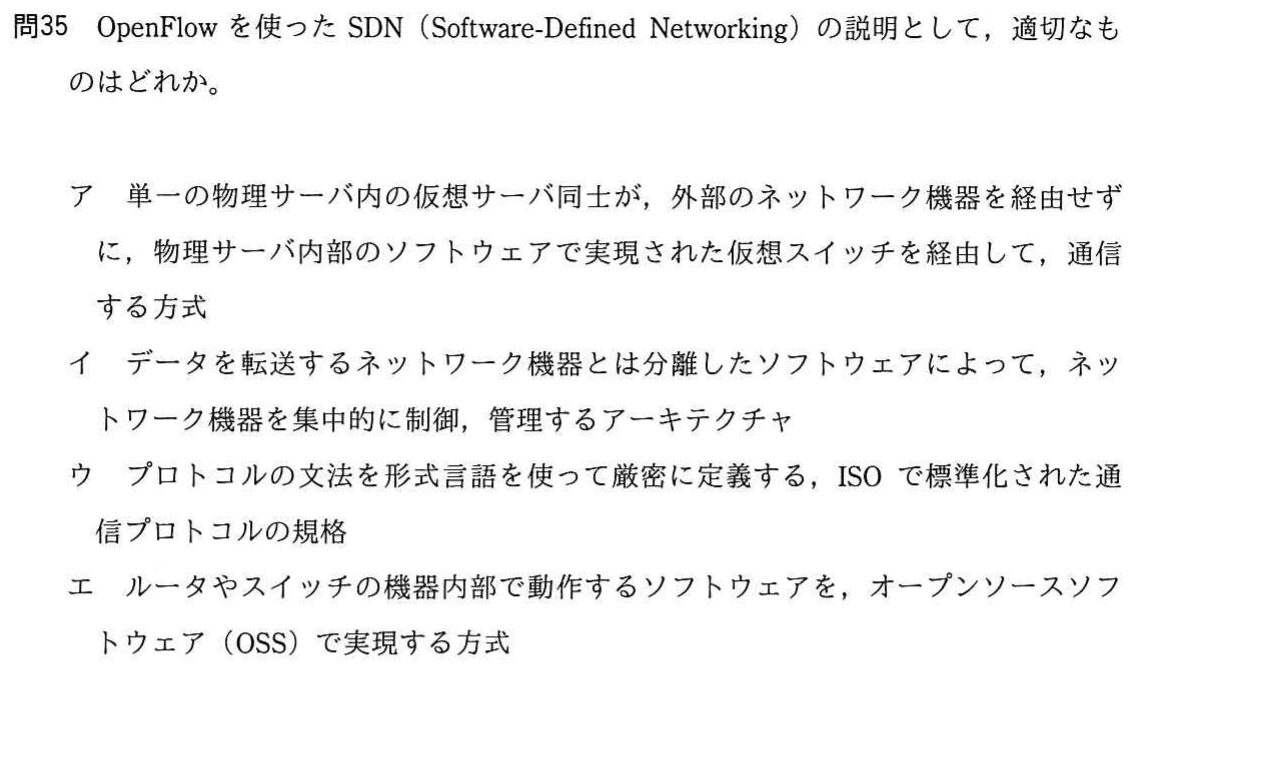 問35 OpenFlow を使った SDN（Software-Defined Networking）の説明として，適切なも
のはどれか。
ア 単一の物理サーバ内の仮想サーバ同士が，外部のネットワーク機器を経由せず
に，物理サーバ内部のソフトウェアで実現された仮想スイッチを経由して，通信
する方式
イ データを転送するネットワーク機器とは分離したソフトウェアによって，ネッ
トワーク機器を集中的に制御，管理するアーキテクチャ
ウ プロトコルの文法を形式言語を使って厳密に定義する，ISO で標準化された通
信プロトコルの規格
エ ルータやスイッチの機器内部で動作するソフトウェアを，オープンソースソフ
トウェア（OSS）で実現する方式